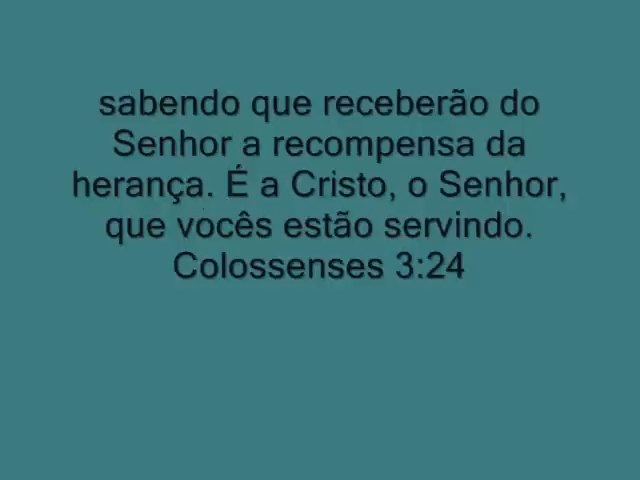 sabendo que receberão do
Senhor a recompensa da
herança. É a Cristo, o Senhor,
que vocês estão servindo.
Colossenses 3:24